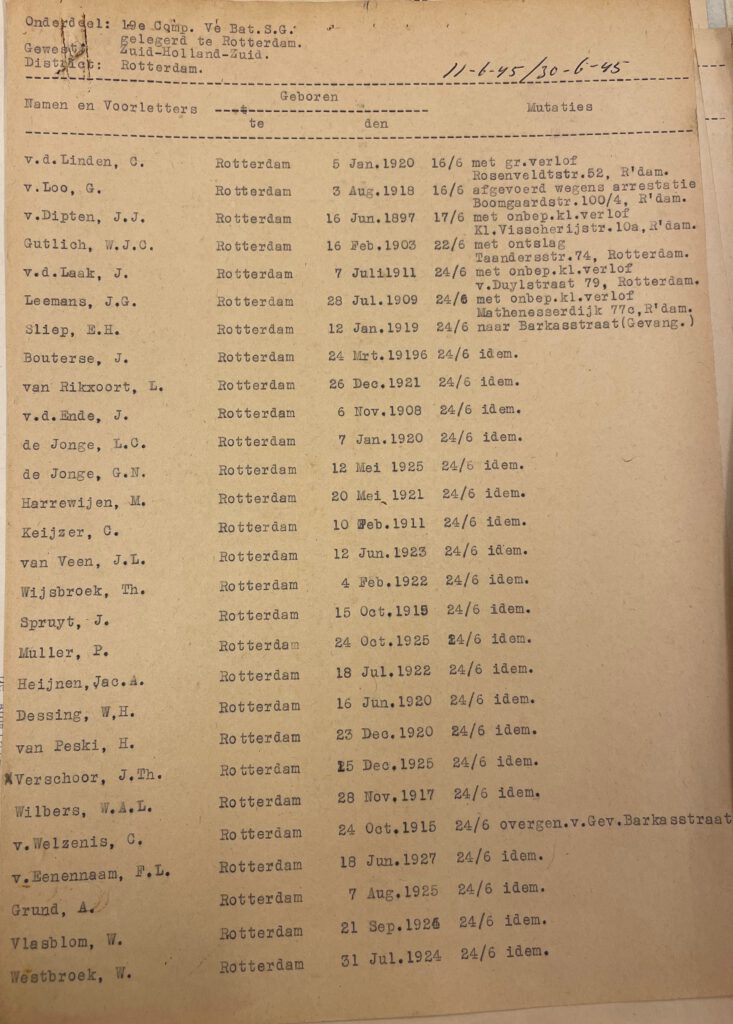 Onderdeel: 19e Comp. Ve Bat.S.G.
gelegerd te Rotterdam.
Gewest: Zuid-Holland-Zuid.
District: Rotterdam.
11-6-45/30-6-45
Namen en Voorletters Geboren Mutaties
te den
v.d.Linden, C. Rotterdam 5 Jan.1920 16/6 met gr.verlof
Rosenveldtstr.52, R'dam.
v.Loo, G. Rotterdam 3 Aug.1918 16/6 afgevoerd wegens arrestatie
Boomgaardstr.100/4, R'dam.
v.Dipten, J.J. Rotterdam 16 Jun.1897 17/6 met onbep.kl.verlof
Kl.Visscherijstr.10a,R'dam.
Gutlich, W.J.C. Rotterdam 16 Feb.1903 22/6 met ontslag
Taandersstr.74, Rotterdam.
v.d.Laak, J. Rotterdam 7 Juli1911 24/6 met onbep.kl.verlof
v.Duylstraat 79, Rotterdam.
Leemans, J.G. Rotterdam 28 Jul.1909 24/6 met onbep.kl.verlof
Mathenesserdijk 77c,R'dam.
Sliep, E.H. Rotterdam 12 Jan.1919 24/6 naar Barkasstraat(Gevang.)
Bouterse, J. Rotterdam 24 Mrt.19196 24/6 idem.
van Rikxoort, L. Rotterdam 26 Dec.1921 24/6 idem.
v.d.Ende, J. Rotterdam 6 Nov.1908 24/6 idem.
de Jonge, L.C. Rotterdam 7 Jan.1920 24/6 idem.
de Jonge, G.N. Rotterdam 12 Mei 1925 24/6 idem.
Harrewijen, M. Rotterdam 20 Mei 1921 24/6 idem.
Keijzer, C. Rotterdam 10 Feb.1911 24/6 idem.
van Veen, J.L. Rotterdam 12 Jun.1923 24/6 idem.
Wijsbroek, Th. Rotterdam 4 Feb.1922 24/6 idem.
Spruyt, J. Rotterdam 15 Oct.1915 24/6 idem.
Muller, P. Rotterdam 24 Oct.1925 24/6 idem.
Heijnen,Jac.A. Rotterdam 18 Jul.1922 24/6 idem.
Dessing, W,H. Rotterdam 16 Jun.1920 24/6 idem.
van Peski, H. Rotterdam 23 Dec.1920 24/6 idem.
xVerschoor, J.Th. Rotterdam 25 Dec.1925 24/6 idem.
Wilbers, W.A.L. Rotterdam 28 Nov.1917 24/6 idem.
v.Welzenis, C. Rotterdam 24 Oct.1915 24/6 overgen.v.Gev.Barkasstraat
v.Eenennaam, F.L. Rotterdam 18 Jun.1927 24/6 idem.
Grund, A. Rotterdam 7 Aug.1925 24/6 idem.
Vlasblom, W. Rotterdam 21 Sep.1926 24/6 idem.
Westbroek, W. Rotterdam 31 Jul.1924 24/6 idem.